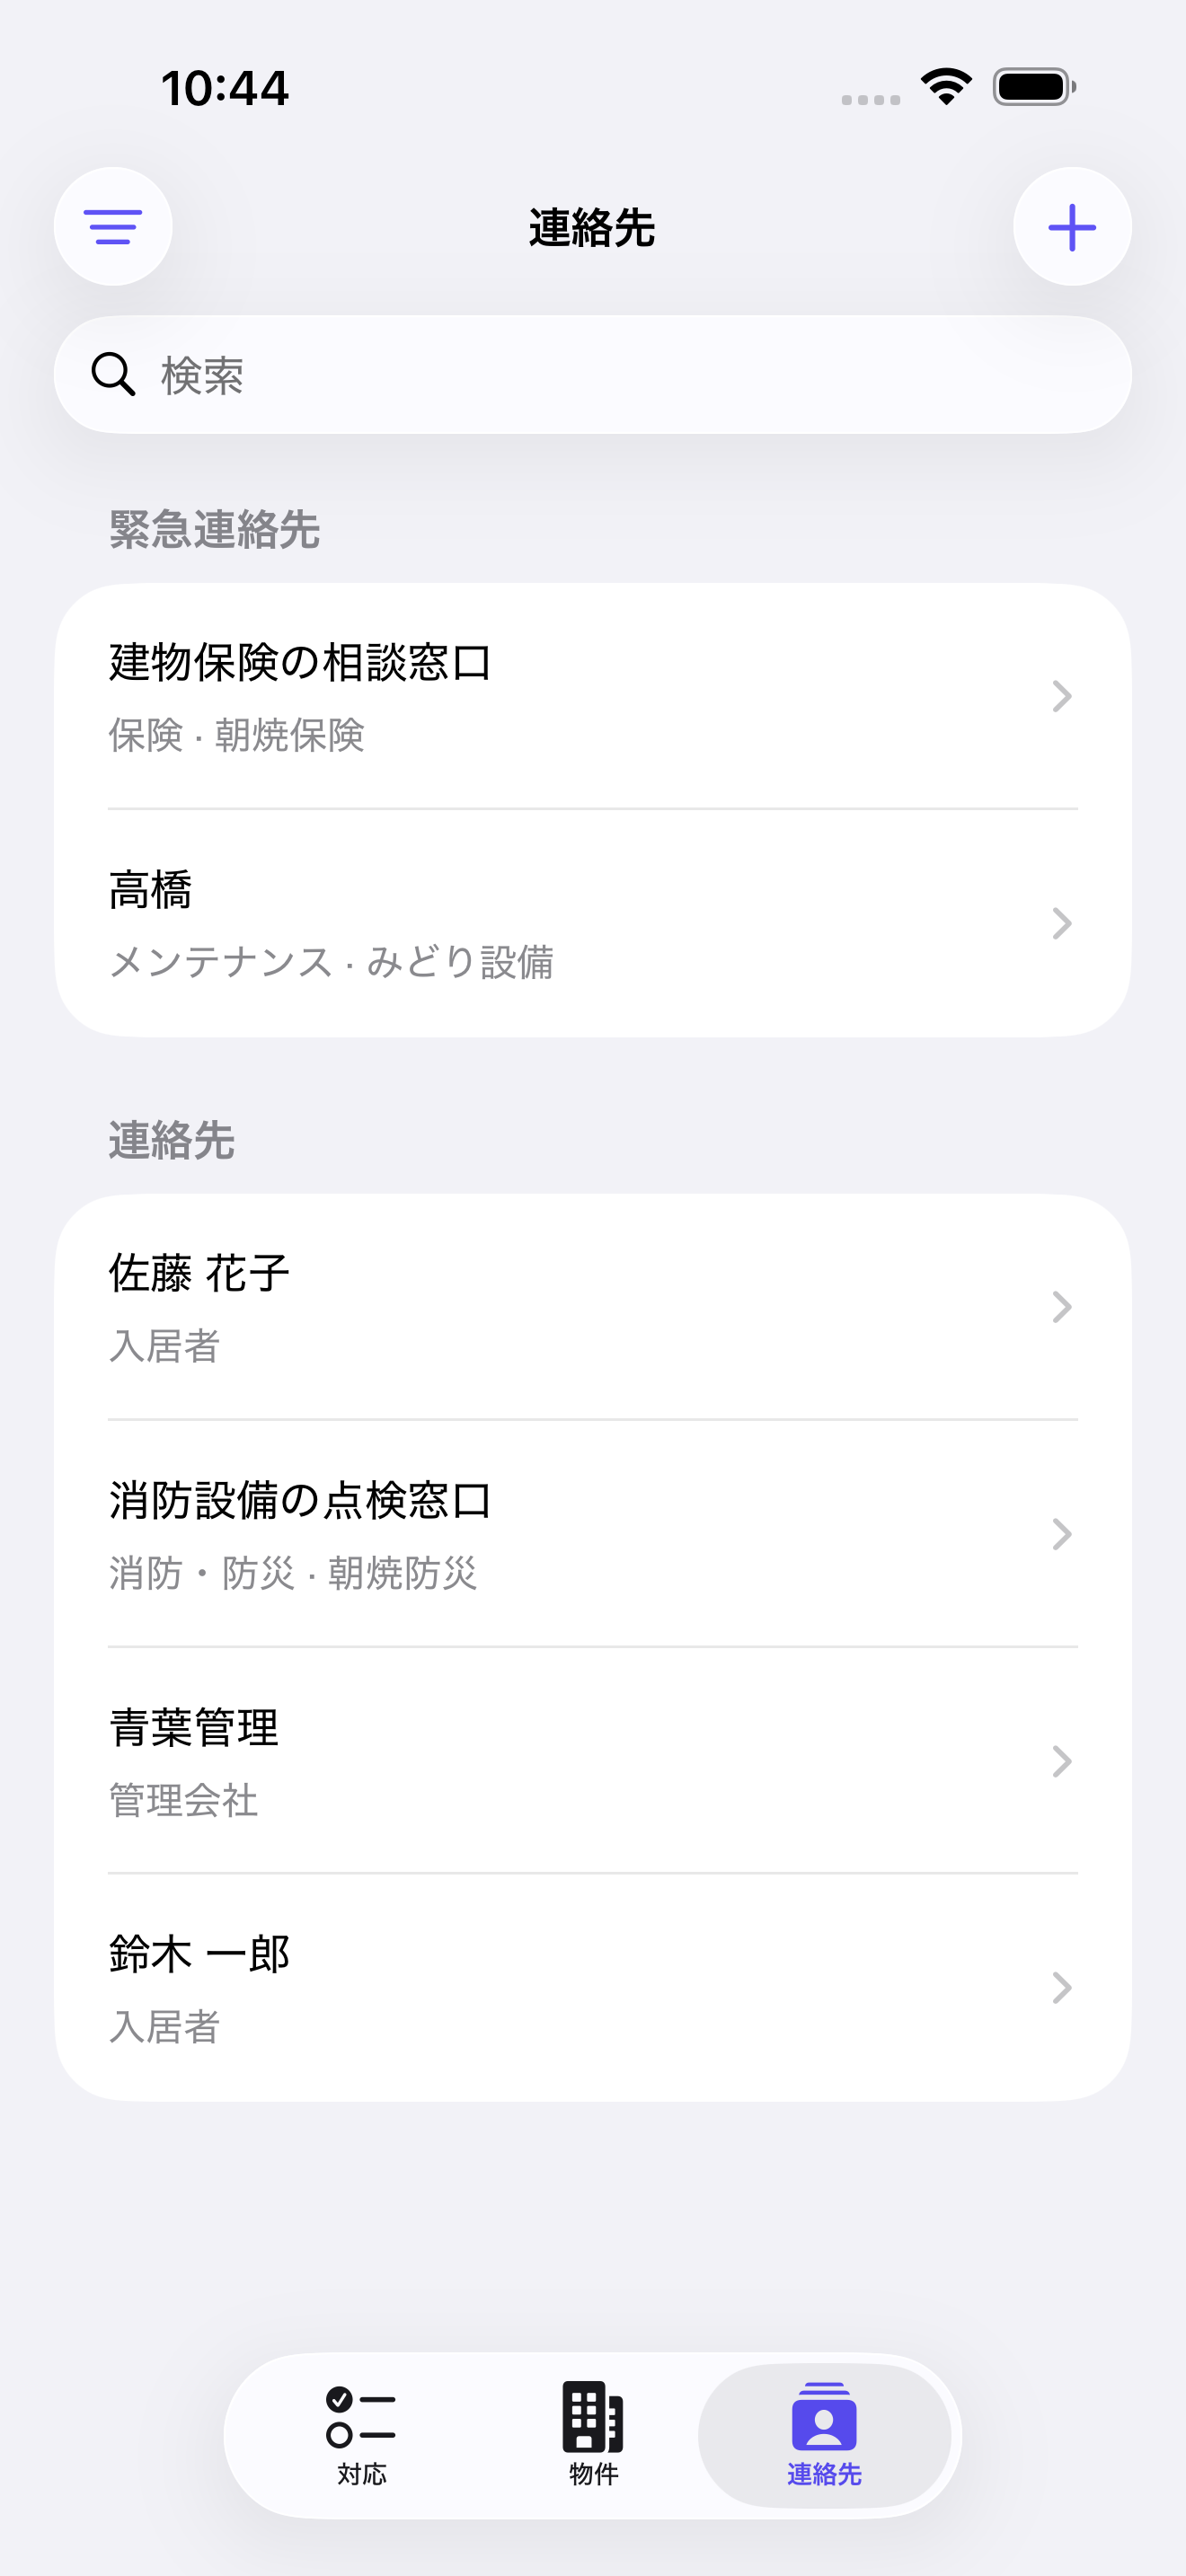 10:44
連絡先
検索
緊急連絡先
建物保険の相談窓口
保険 · 朝焼保険
高橋
メンテナンス · みどり設備
連絡先
佐藤 花子
入居者
消防設備の点検窓口
消防・防災 · 朝焼防災
青葉管理
管理会社
鈴木 一郎
入居者
対応
物件
連絡先